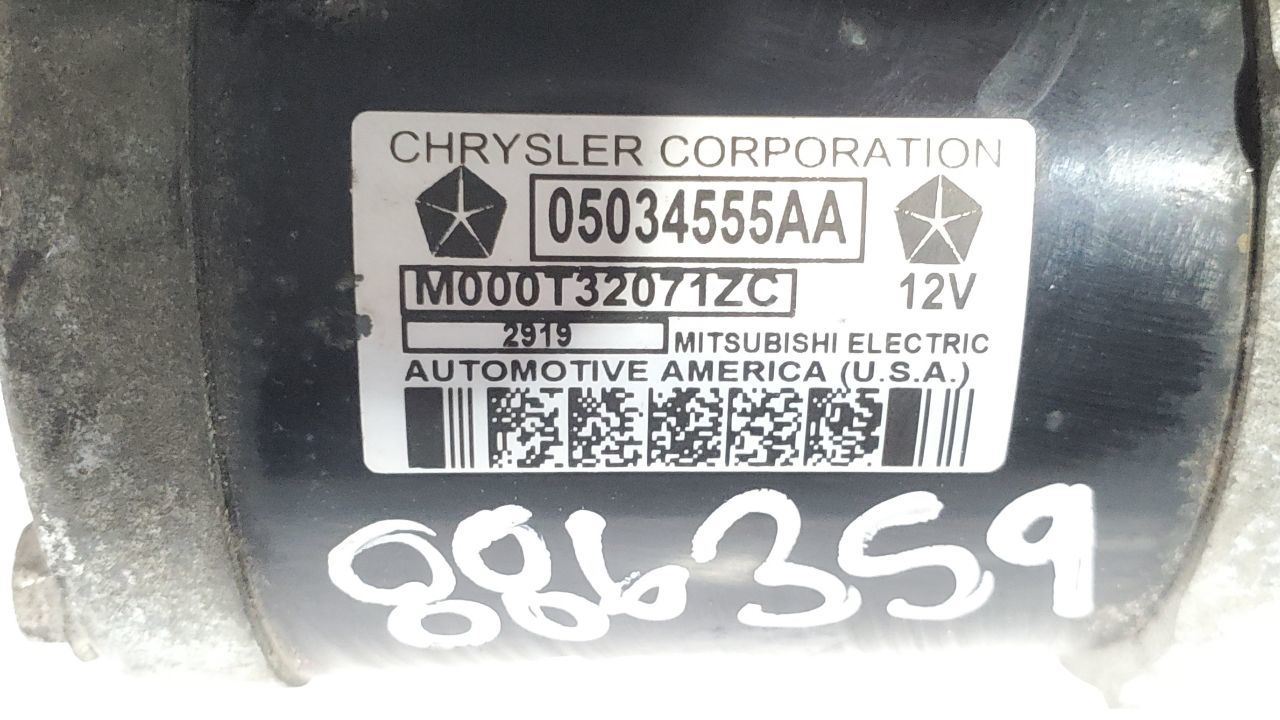 CHRYSLER CORPORATION
05034555AA
M000T32071ZC 12V
2919 MITSUBISHI ELECTRIC
AUTOMOTIVE AMERICA (U.S.A.)
886359